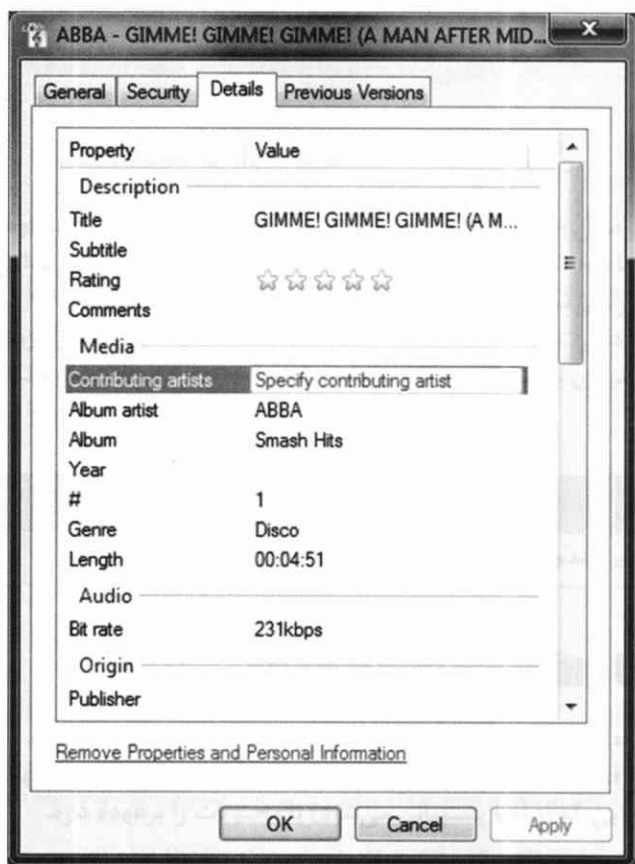 ABBA - GIMME! GIMME! GIMME! (A MAN AFTER MID...
General Security Details Previous Versions
Property Value
Description
Title GIMME! GIMME! GIMME! (A M...
Subtitle
Rating
Comments
Media
Contributing artists Specify contributing artist
Album artist ABBA
Album Smash Hits
Year
# 1
Genre Disco
Length 00:04:51
Audio
Bit rate 231kbps
Origin
Publisher
Remove Properties and Personal Information
OK Cancel Apply